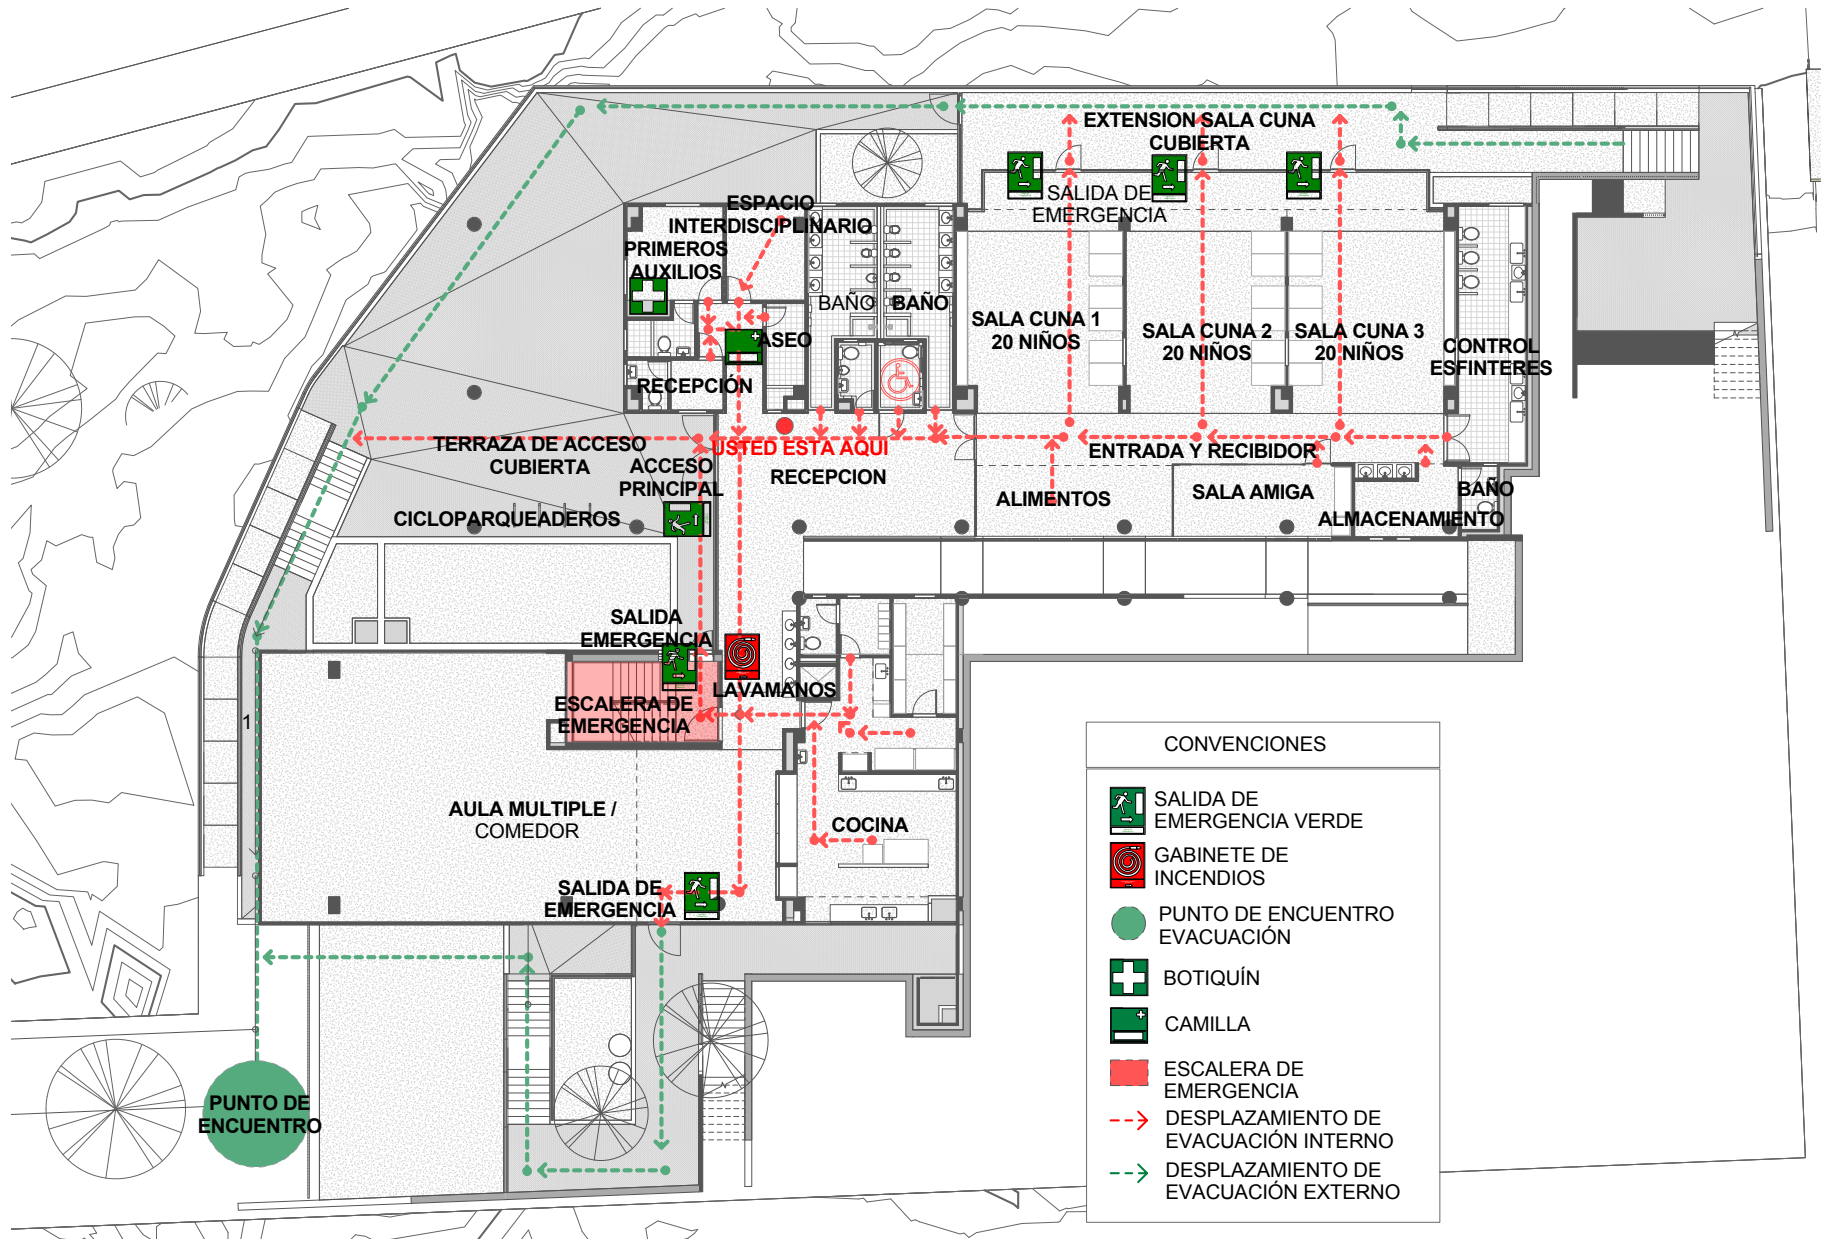 EXTENSION SALA CUNA
CUBIERTA
SALIDA DE
EMERGENCIA
ESPACIO
INTERDISCIPLINARIO
PRIMEROS
AUXILIOS
BAÑO
BAÑO
ASEO
RECEPCIÓN
SALA CUNA 1
20 NIÑOS
SALA CUNA 2
20 NIÑOS
SALA CUNA 3
20 NIÑOS
CONTROL
ESFINTERES
TERRAZA DE ACCESO
CUBIERTA
ACCESO
PRINCIPAL
USTED ESTA AQUI
RECEPCION
ENTRADA Y RECIBIDOR
ALIMENTOS
SALA AMIGA
BAÑO
ALMACENAMIENTO
CICLOPARQUEADEROS
SALIDA
EMERGENCIA
LAVAMANOS
ESCALERA DE
EMERGENCIA
1
AULA MULTIPLE /
COMEDOR
COCINA
SALIDA DE
EMERGENCIA
PUNTO DE
ENCUENTRO
CONVENCIONES
SALIDA DE
EMERGENCIA VERDE
GABINETE DE
INCENDIOS
PUNTO DE ENCUENTRO
EVACUACIÓN
BOTIQUÍN
CAMILLA
ESCALERA DE
EMERGENCIA
DESPLAZAMIENTO DE
EVACUACIÓN INTERNO
DESPLAZAMIENTO DE
EVACUACIÓN EXTERNO